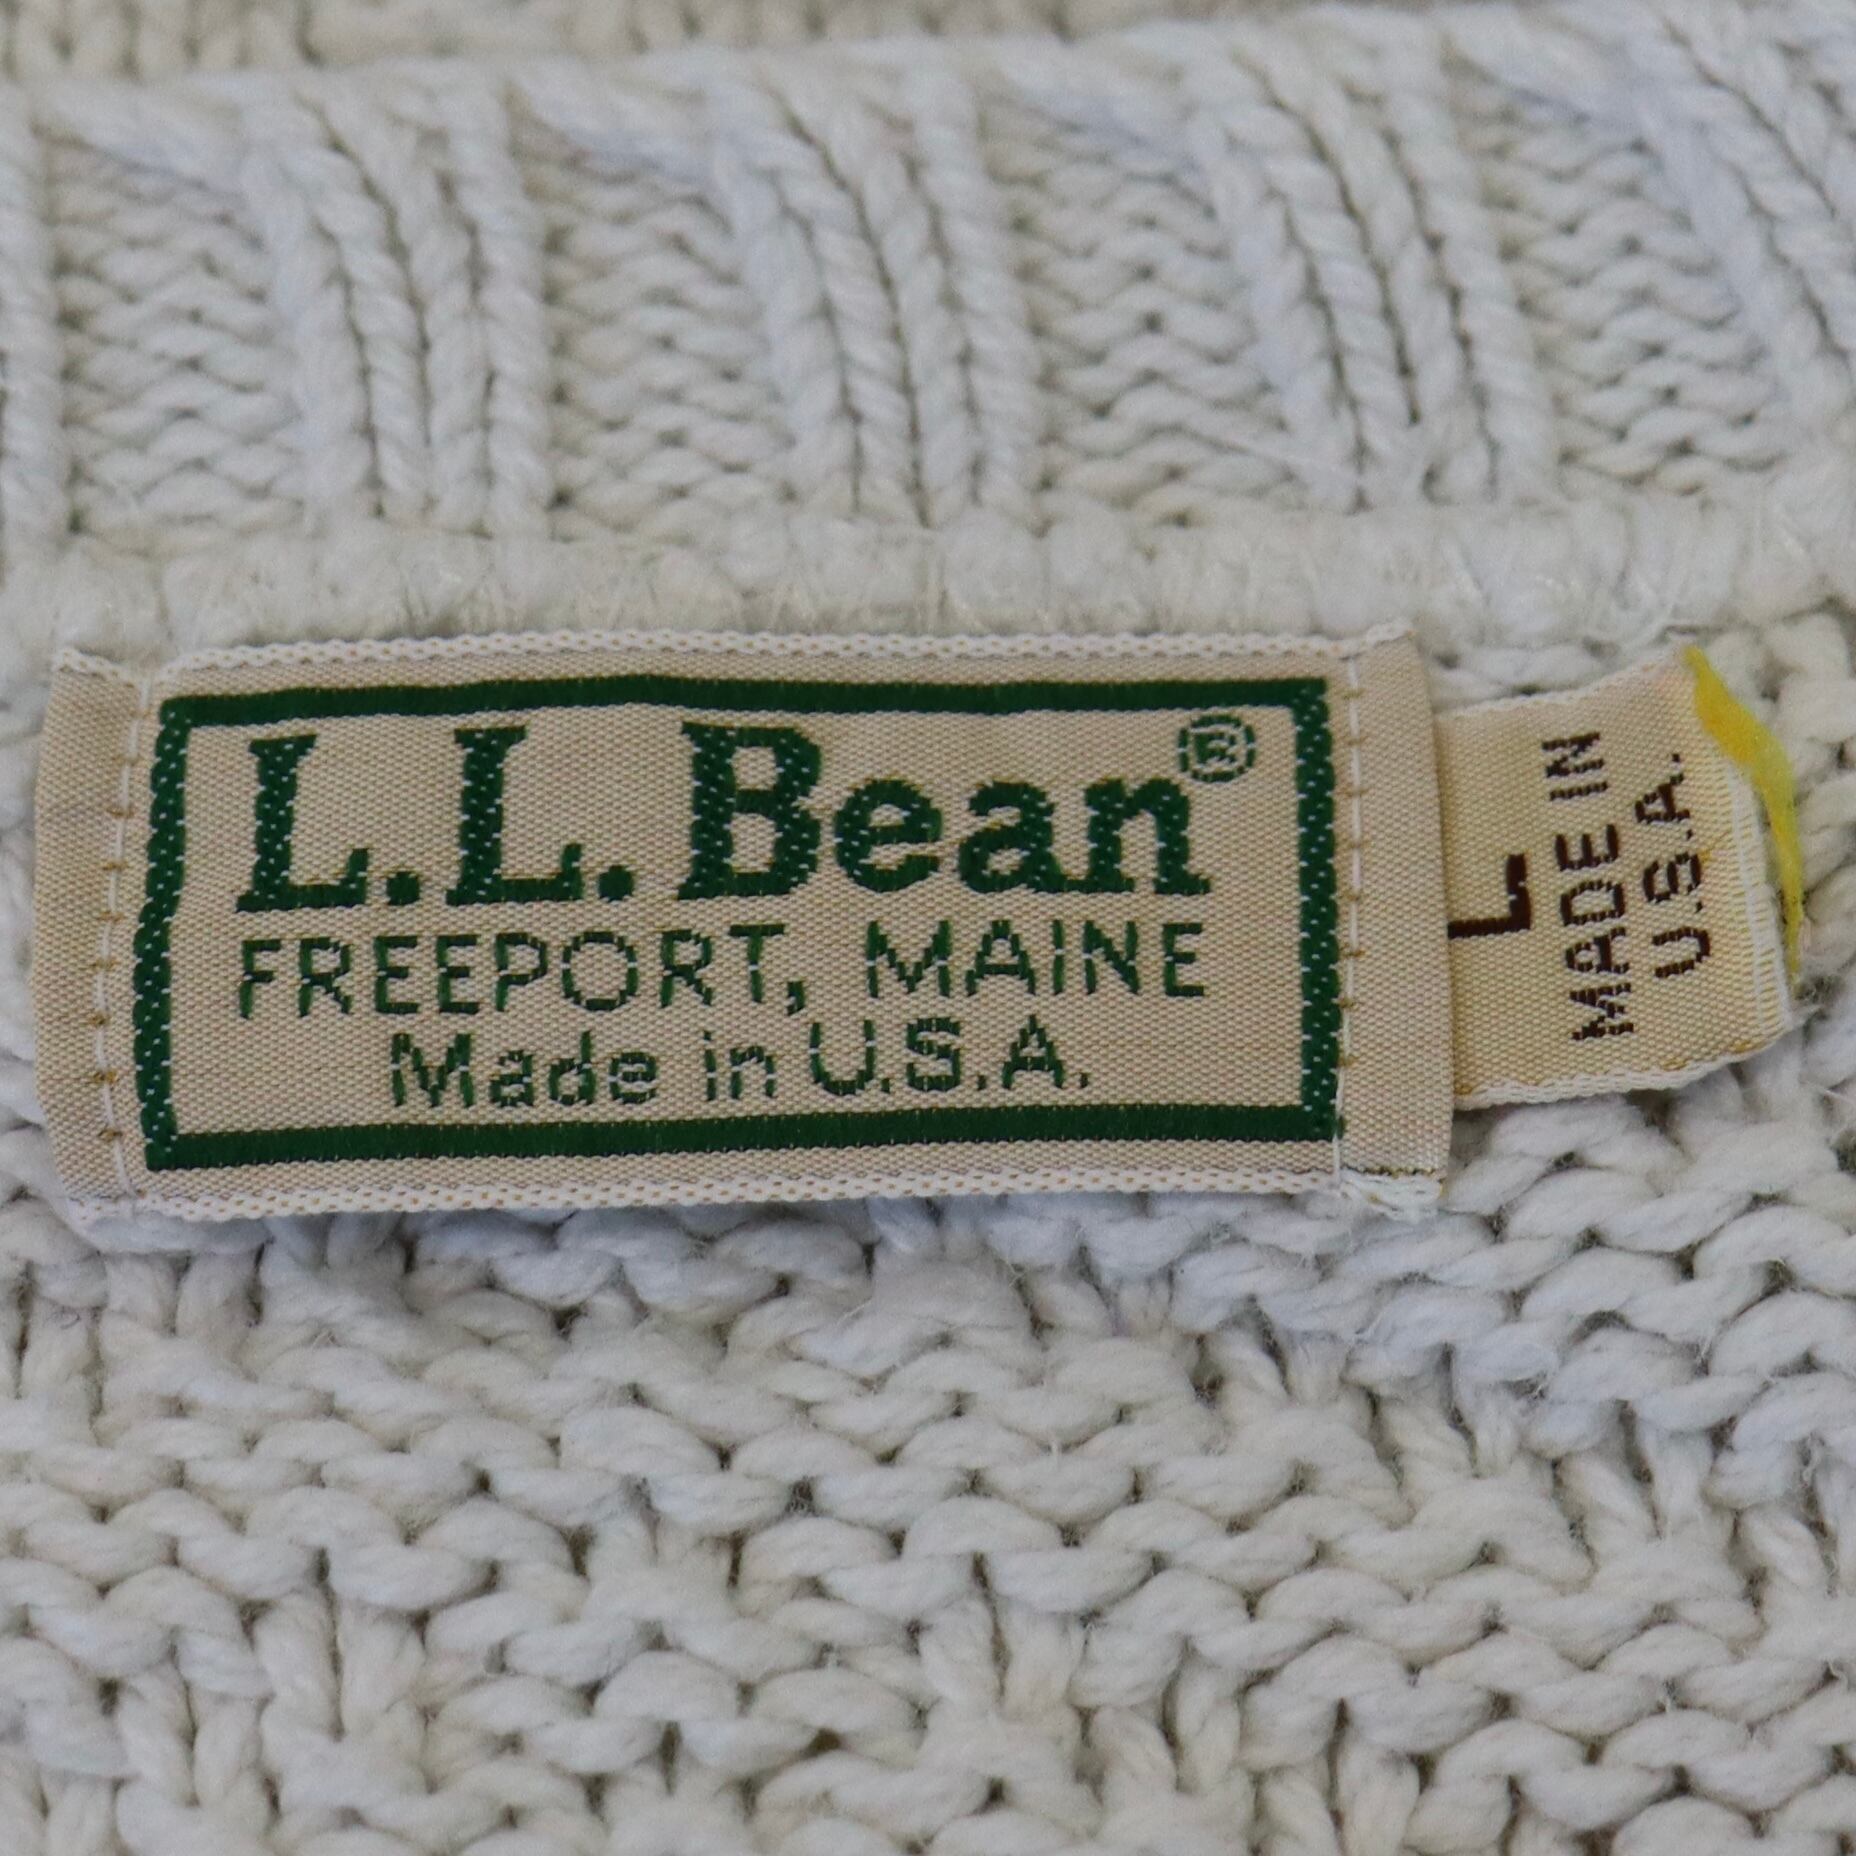 L.L.Bean®
FREEPORT, MAINE
Made in U.S.A.
L
MADE IN
U.S.A.